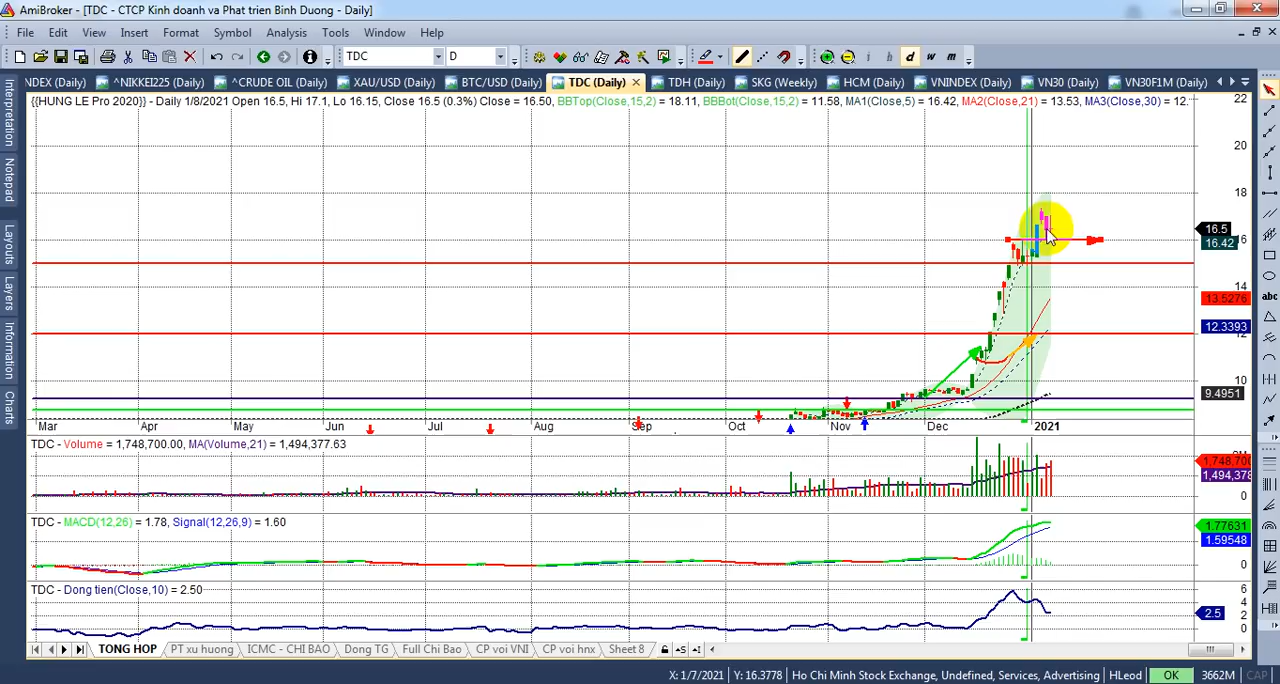 AmiBroker - [TDC - CTCP Kinh doanh va Phat trien Binh Duong - Daily]
File Edit View Insert Format Symbol Analysis Tools Window Help
TDC D i h d w m
NDEX (Daily) ^NIKKEI225 (Daily) ^CRUDE OIL (Daily) XAU/USD (Daily) BTC/USD (Daily) TDC (Daily) TDH (Daily) SKG (Weekly) HCM (Daily) VNINDEX (Daily) VN30 (Daily) VN30F1M (Daily)
{{HUNG LE Pro 2020}} - Daily 1/8/2021 Open 16.5, Hi 17.1, Lo 16.15, Close 16.5 (0.3%) Close = 16.50, BBTop(Close,15,2) = 18.11, BBBot(Close,15,2) = 11.58, MA1(Close,5) = 16.42, MA2(Close,21) = 13.53, MA3(Close,30) = 12.
Interpretation
Notepad
Layouts
Layers
Information
Charts
22
20
18
16.5
16
16.42
14
13.5276
12.3393
12
10
9.4951
abc
Mar Apr May Jun Jul Aug Sep Oct Nov Dec 2021
TDC - Volume = 1,748,700.00, MA(Volume,21) = 1,494,377.63
1,748,700
1,494,378
0
TDC - MACD(12,26) = 1.78, Signal(12,26,9) = 1.60
1.77631
1.59548
0
TDC - Dong tien(Close,10) = 2.50
6
4
2.5
2
0
TONG HOP PT xu huong ICMC - CHI BAO Dong TG Full Chi Bao CP voi VNI CP voi hnx Sheet 8
X: 1/7/2021 Y: 16.3778 Ho Chi Minh Stock Exchange, Undefined, Services, Advertising HLeod OK 3662M CAP